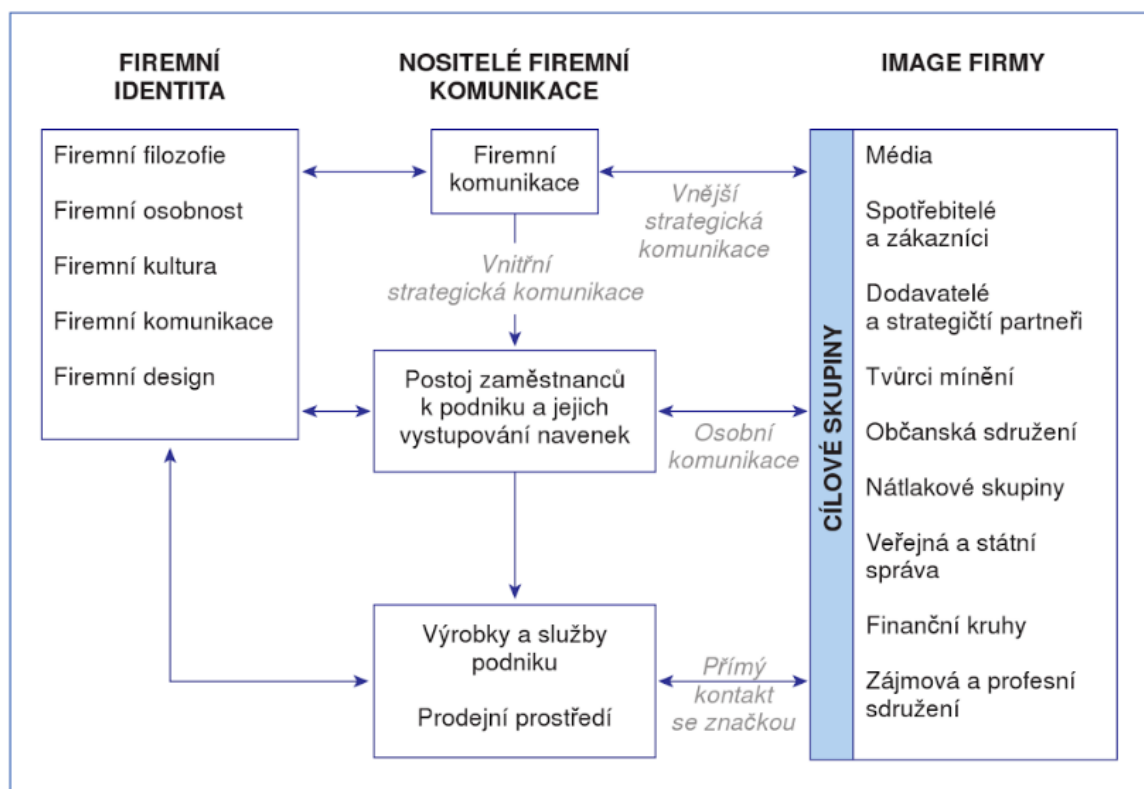 FIREMNÍ
IDENTITA
Firemní filozofie
Firemní osobnost
Firemní kultura
Firemní komunikace
Firemní design
NOSITELÉ FIREMNÍ
KOMUNIKACE
Firemní
komunikace
Vnitřní
strategická komunikace
Postoj zaměstnanců
k podniku a jejich
vystupování navenek
Výrobky a služby
podniku
Prodejní prostředí
Vnější
strategická
komunikace
Osobní
komunikace
Přímý
kontakt
se značkou
IMAGE FIRMY
CÍLOVÉ SKUPINY
Média
Spotřebitelé
a zákazníci
Dodavatelé
a strategičtí partneři
Tvůrci mínění
Občanská sdružení
Nátlakové skupiny
Veřejná a státní
správa
Finanční kruhy
Zájmová a profesní
sdružení